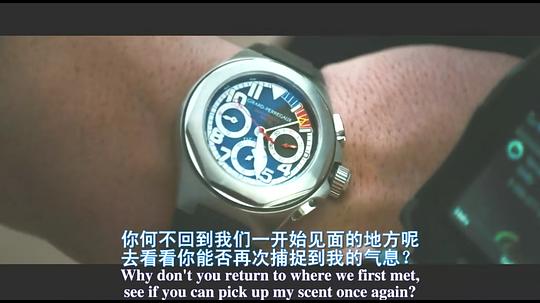 GIRARD-PERREGAUX
你何不回到我们一开始见面的地方呢
去看看你能否再次捕捉到我的气息？
Why don't you return to where we first met,
see if you can pick up my scent once again?